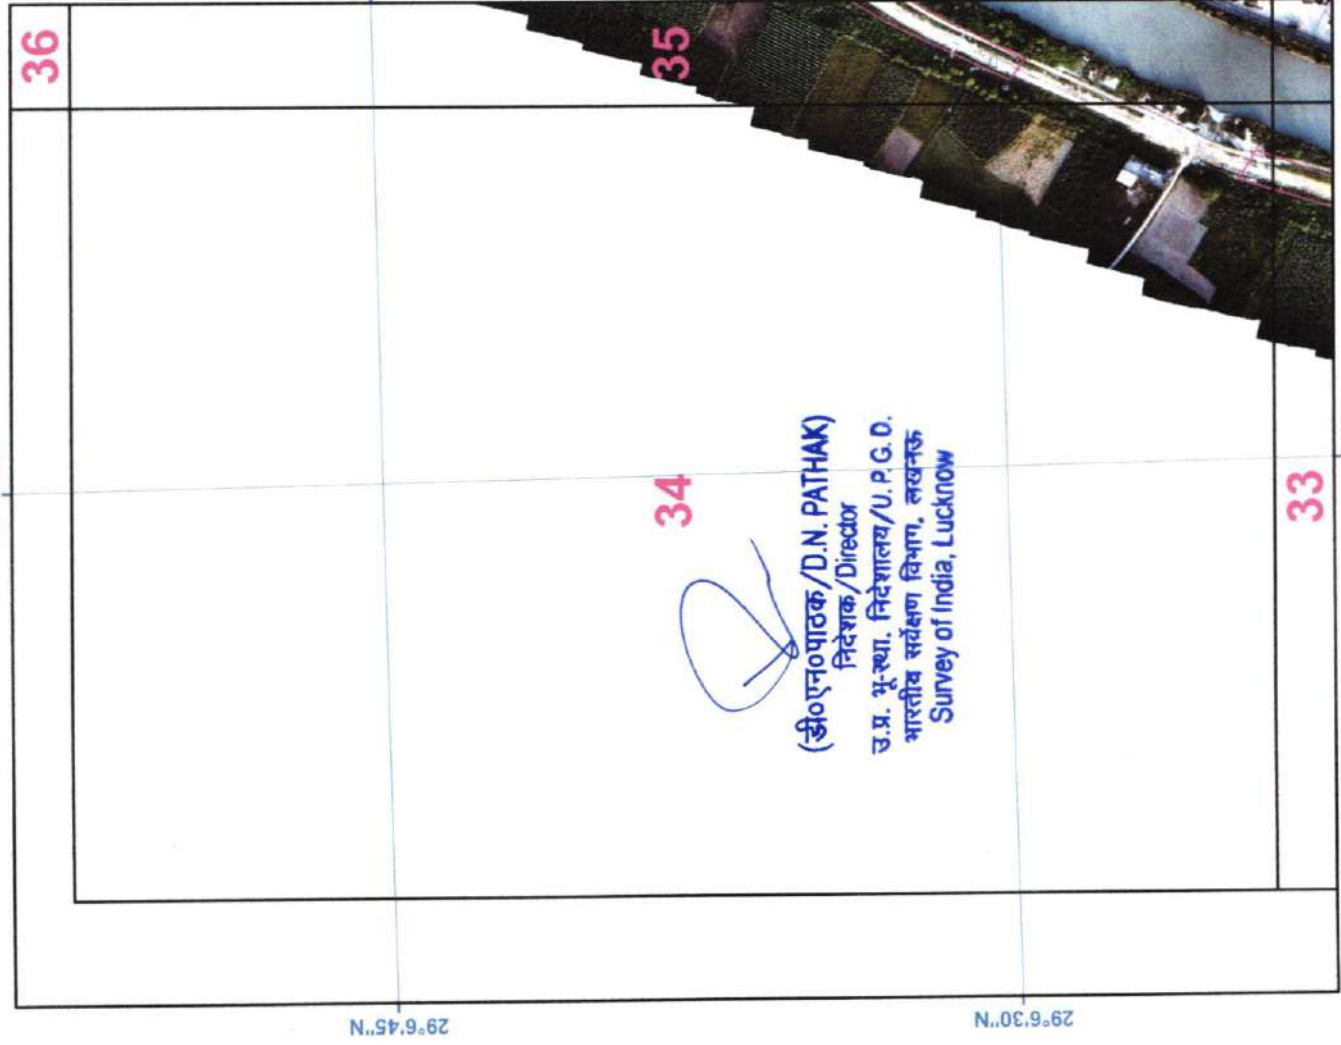 36
35
34
(डी०एन०पाठक/D.N. PATHAK)
निदेशक/Director
उ.प्र. भू-स्था. निदेशालय/U.P.G.D.
भारतीय सर्वेक्षण विभाग, लखनऊ
Survey of India, Lucknow
33
29°6'45"N
29°6'30"N